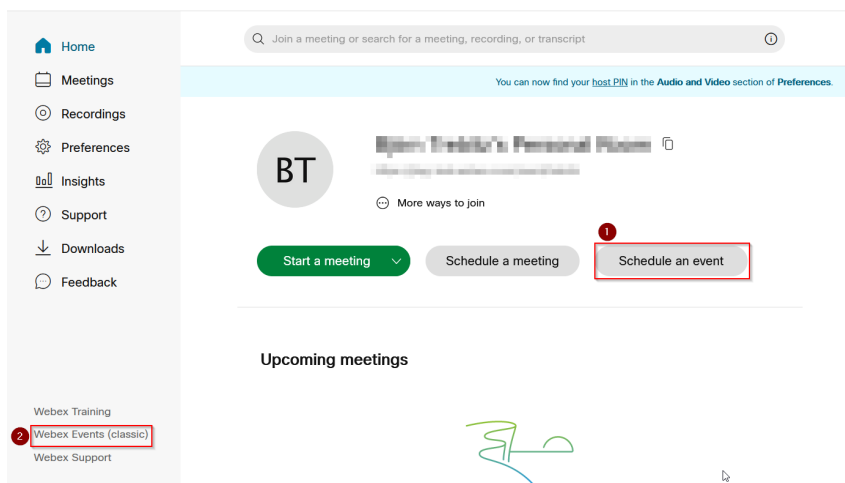 Home
Meetings
Recordings
Preferences
Insights
Support
Downloads
Feedback
Webex Training
2
Webex Events (classic)
Webex Support
Join a meeting or search for a meeting, recording, or transcript
You can now find your host PIN in the Audio and Video section of Preferences.
BT
More ways to join
1
Start a meeting
Schedule a meeting
Schedule an event
Upcoming meetings